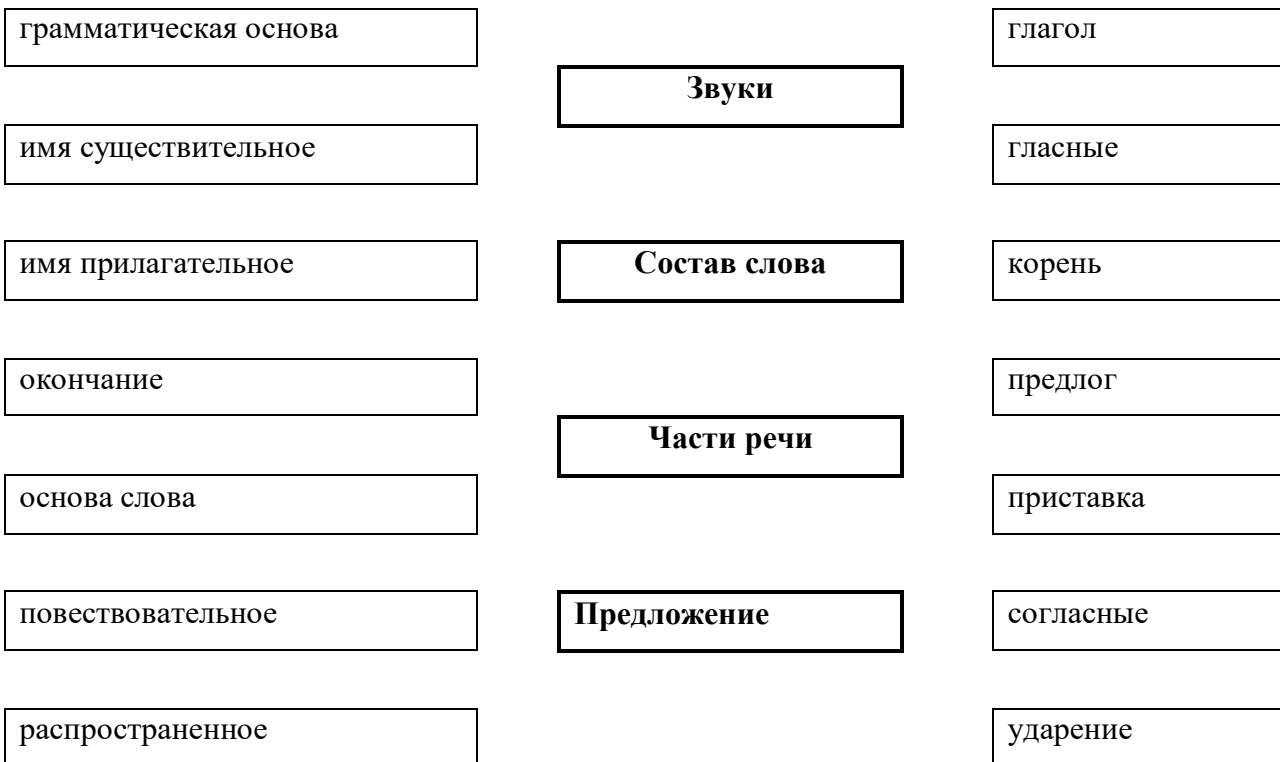 грамматическая основа
глагол
Звуки
имя существительное
гласные
имя прилагательное
Состав слова
корень
окончание
предлог
Части речи
основа слова
приставка
повествовательное
Предложение
согласные
распространенное
ударение